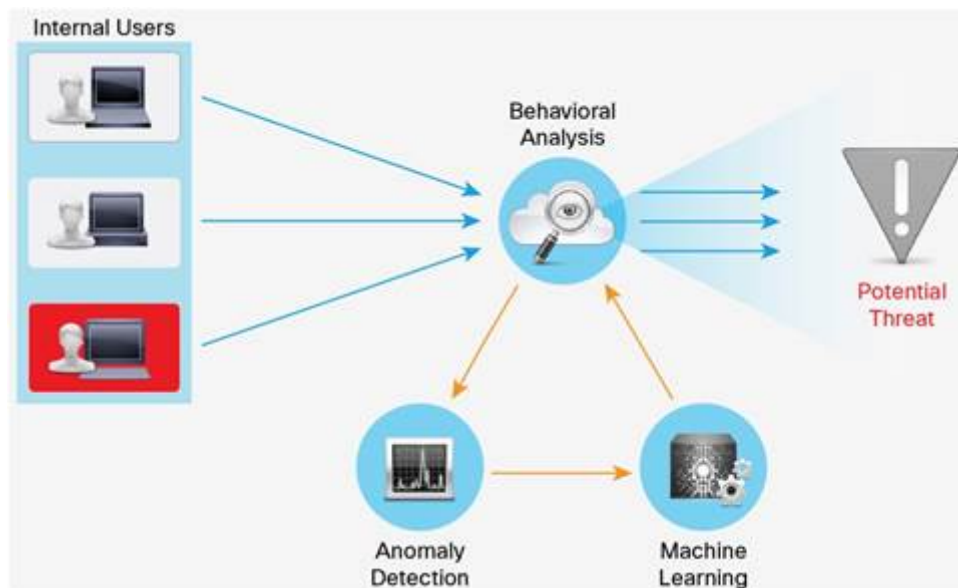 Internal Users
Behavioral
Analysis
Potential
Threat
Anomaly
Detection
Machine
Learning